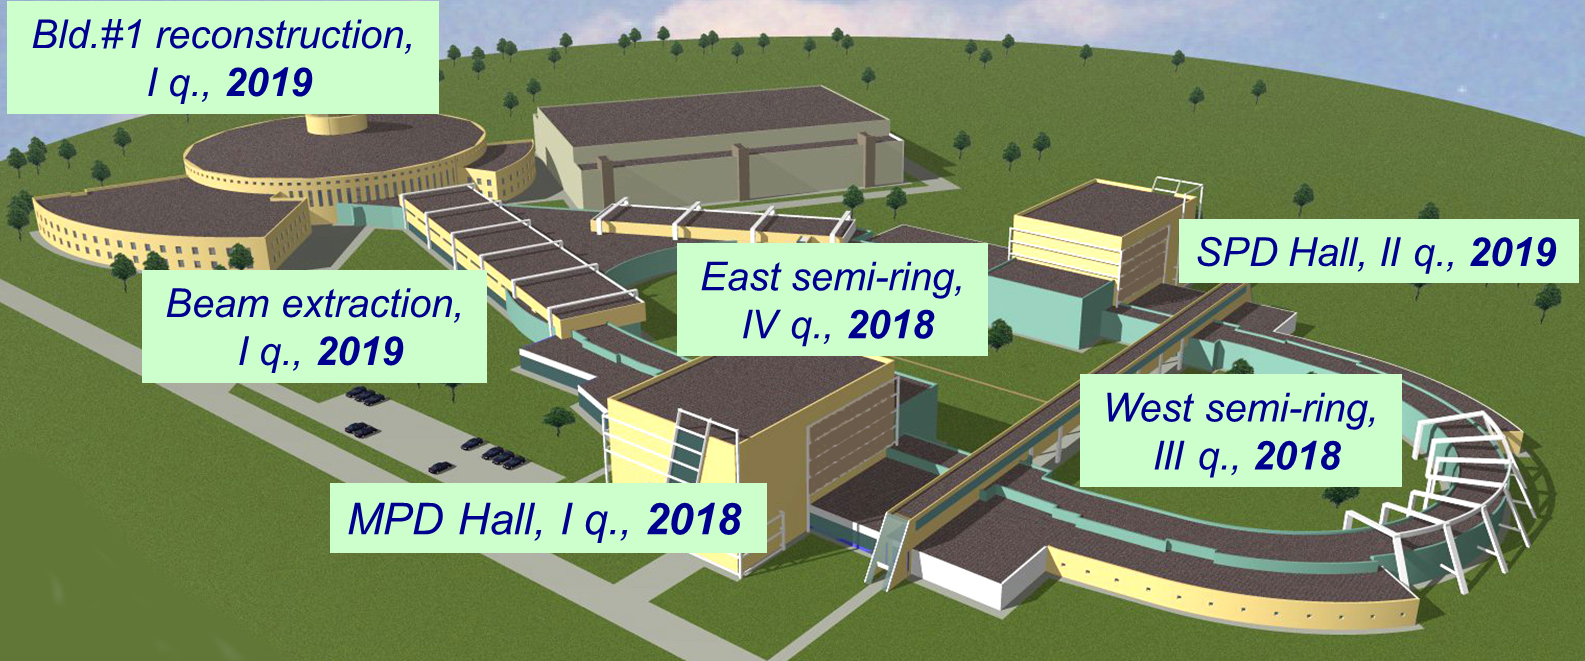 Bld.#1 reconstruction,
I q., 2019
SPD Hall, II q., 2019
East semi-ring,
IV q., 2018
Beam extraction,
I q., 2019
West semi-ring,
III q., 2018
MPD Hall, I q., 2018